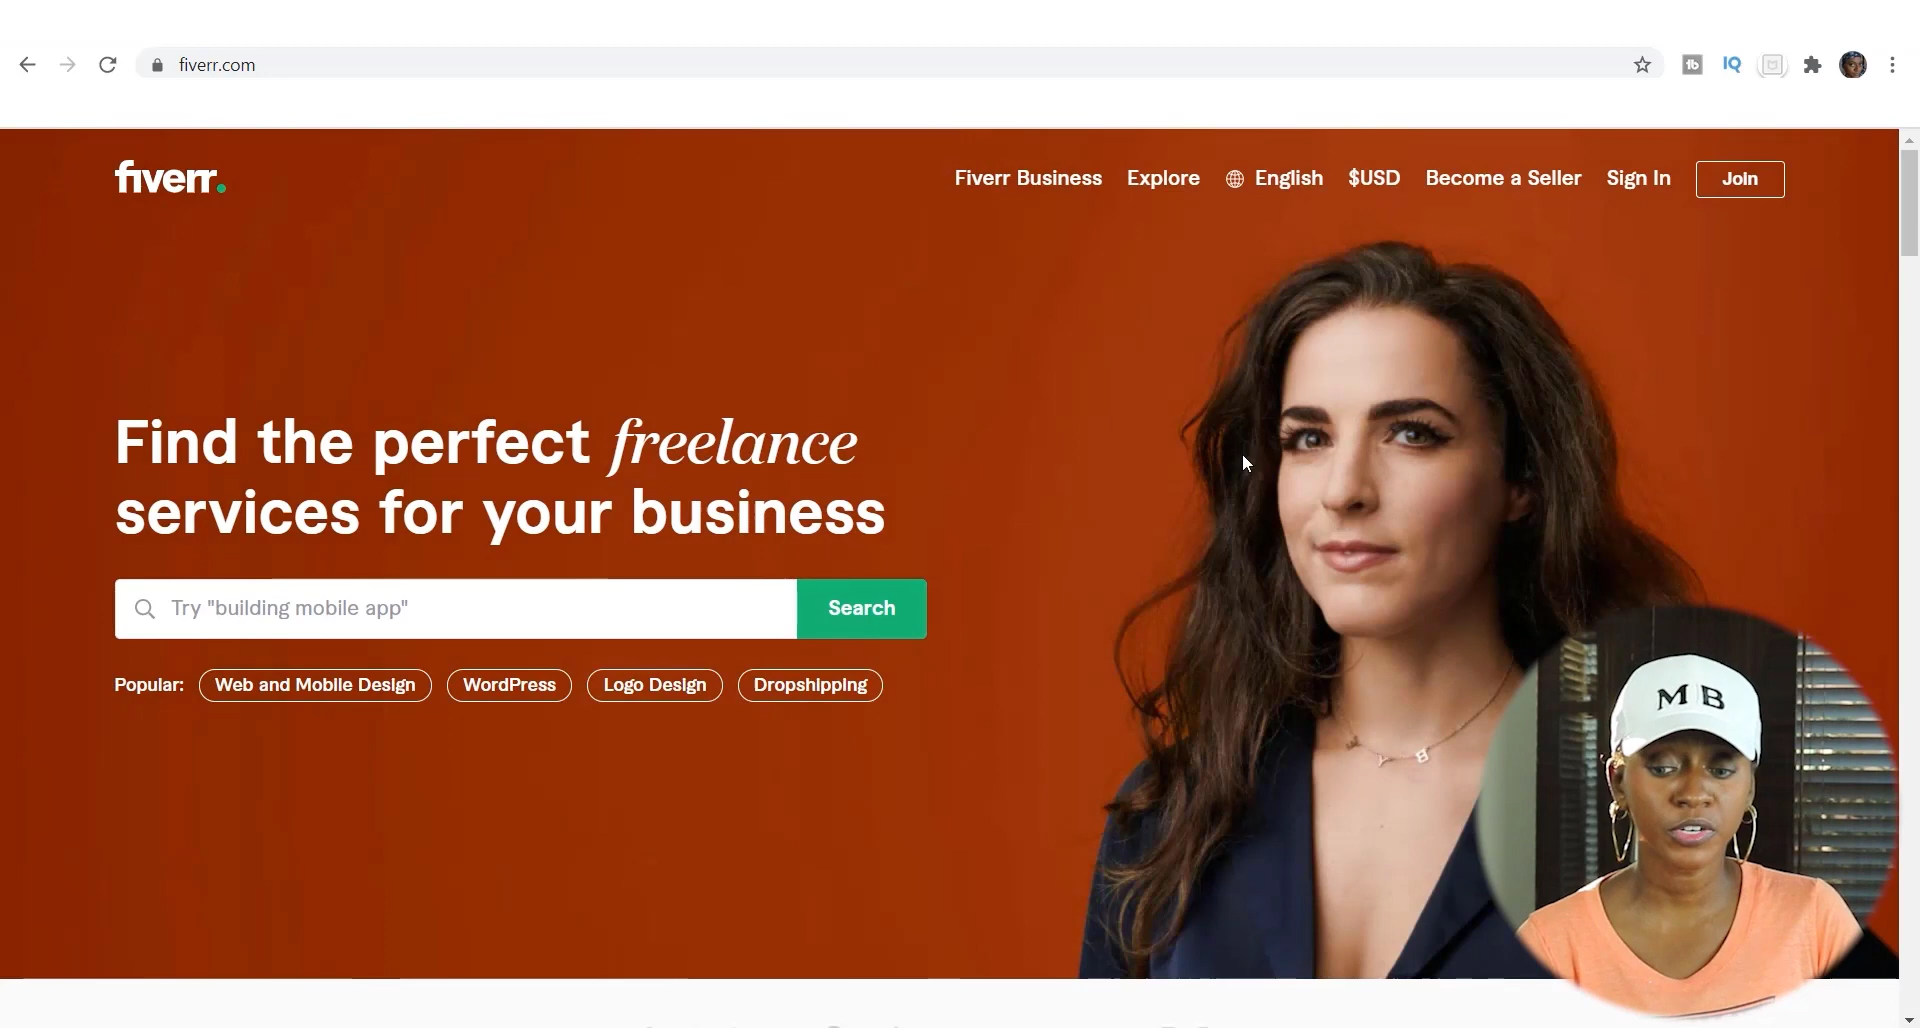 fiverr.com
IQ
fiverr.
Fiverr Business Explore English $USD Become a Seller Sign In Join
Find the perfect freelance
services for your business
Try "building mobile app" Search
Popular: Web and Mobile Design WordPress Logo Design Dropshipping
M B